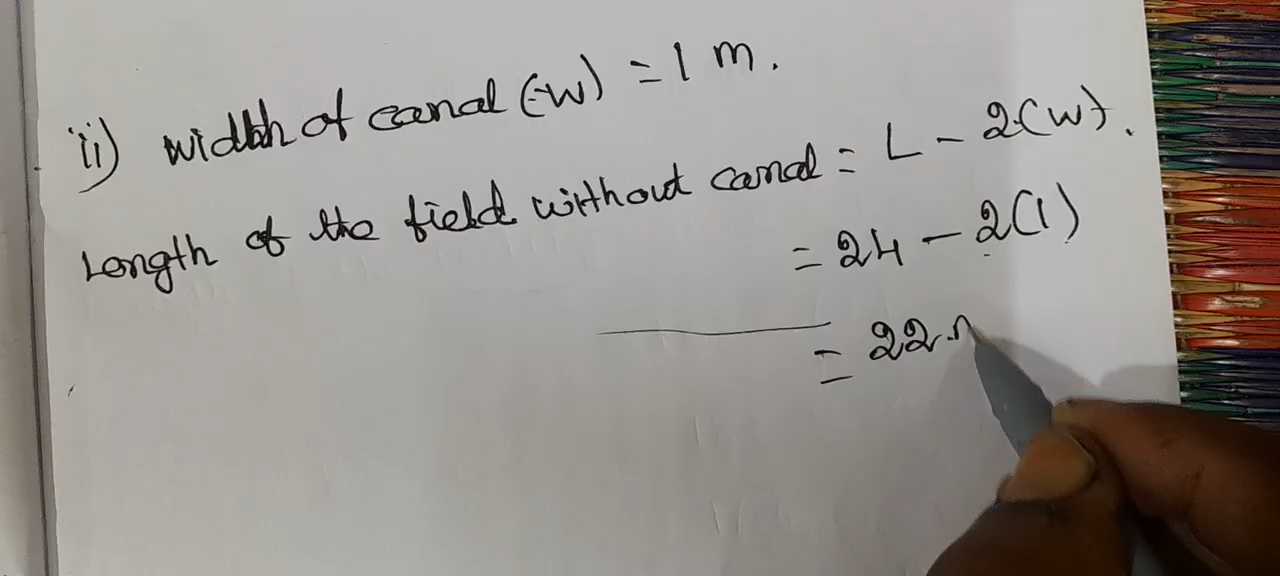 ii) width of canal (w) = 1 m.
Length of the field without canal = L - 2(w).
= 24 - 2(1)
= 22 m